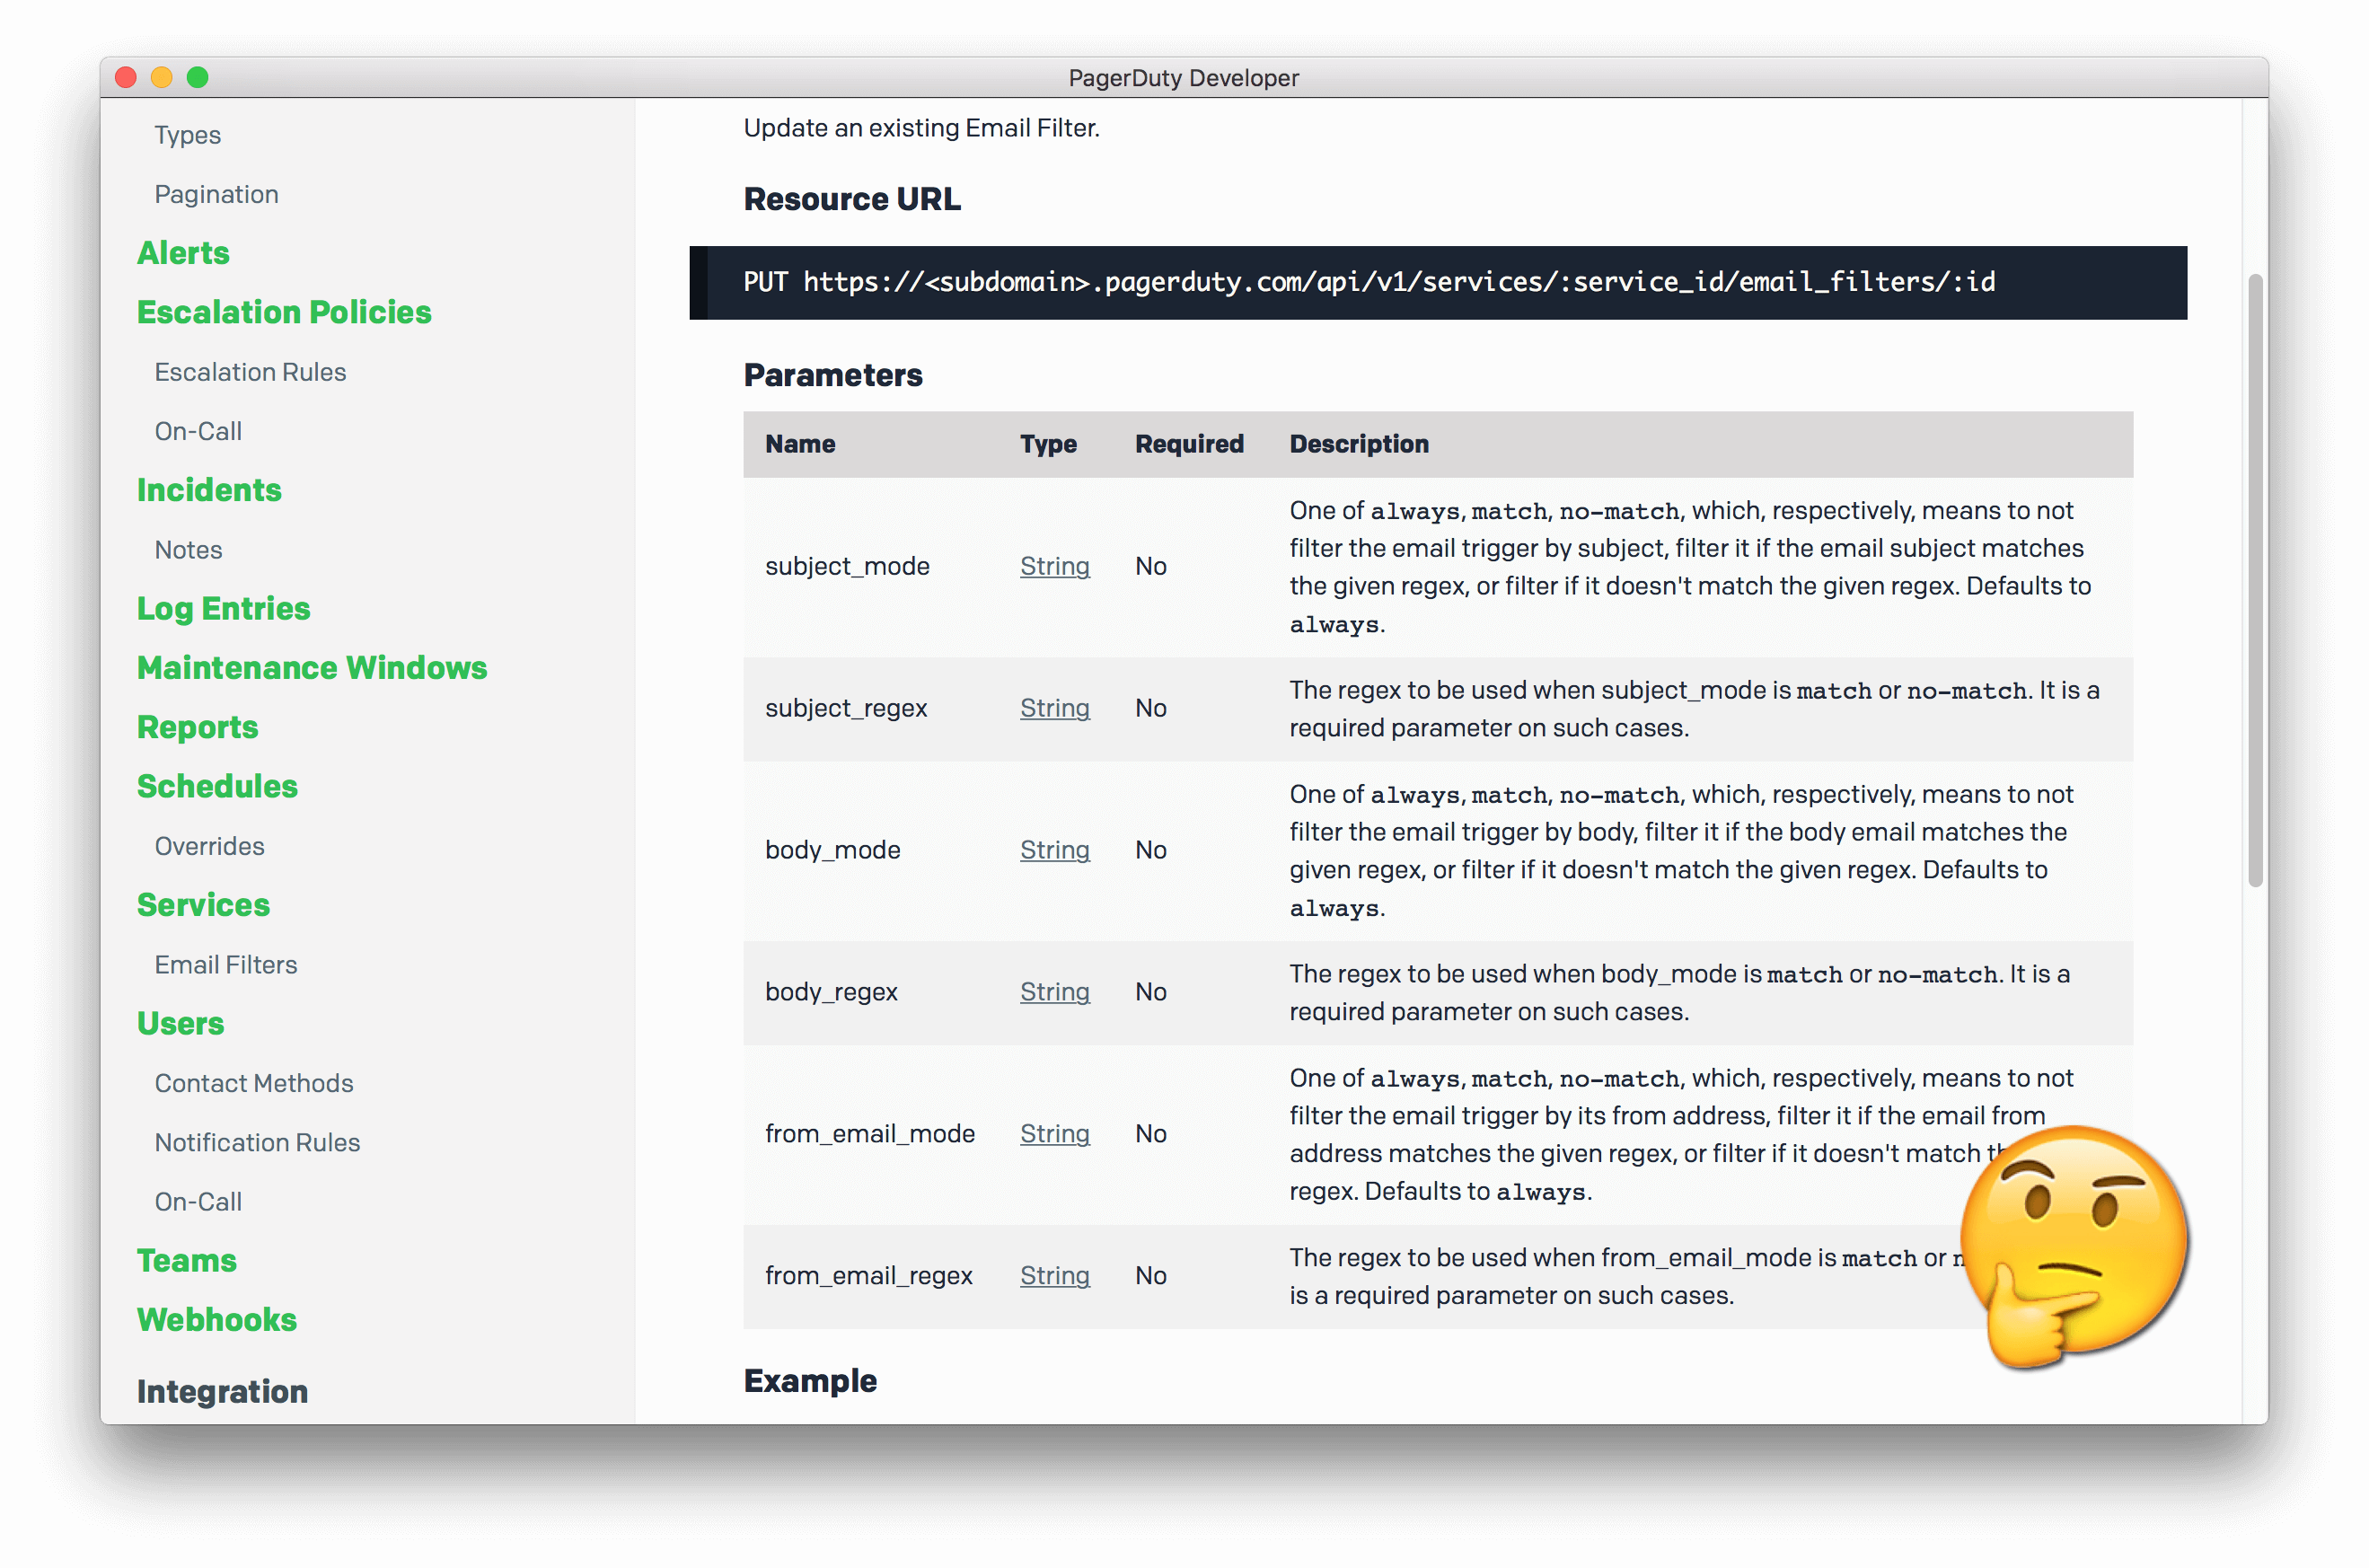 PagerDuty Developer
Types
Pagination
Alerts
Escalation Policies
Escalation Rules
On-Call
Incidents
Notes
Log Entries
Maintenance Windows
Reports
Schedules
Overrides
Services
Email Filters
Users
Contact Methods
Notification Rules
On-Call
Teams
Webhooks
Integration
Update an existing Email Filter.
Resource URL
PUT https://<subdomain>.pagerduty.com/api/v1/services/:service_id/email_filters/:id
Parameters
Name Type Required Description
subject_mode String No
One of always, match, no-match, which, respectively, means to not
filter the email trigger by subject, filter it if the email subject matches
the given regex, or filter if it doesn't match the given regex. Defaults to
always.
subject_regex String No
The regex to be used when subject_mode is match or no-match. It is a
required parameter on such cases.
body_mode String No
One of always, match, no-match, which, respectively, means to not
filter the email trigger by body, filter it if the body email matches the
given regex, or filter if it doesn't match the given regex. Defaults to
always.
body_regex String No
The regex to be used when body_mode is match or no-match. It is a
required parameter on such cases.
from_email_mode String No
One of always, match, no-match, which, respectively, means to not
filter the email trigger by its from address, filter it if the email from
address matches the given regex, or filter if it doesn't match
regex. Defaults to always.
from_email_regex String No
The regex to be used when from_email_mode is match or
is a required parameter on such cases.
Example